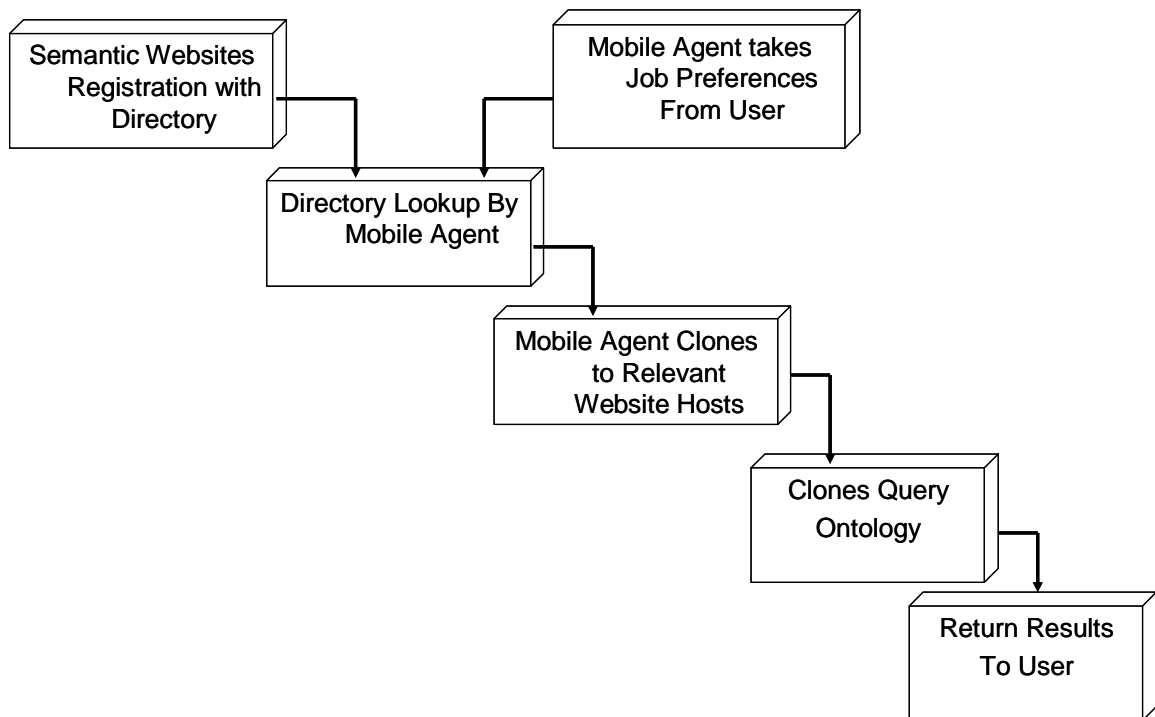 Semantic Websites
Registration with
Directory
Mobile Agent takes
Job Preferences
From User
Directory Lookup By
Mobile Agent
Mobile Agent Clones
to Relevant
Website Hosts
Clones Query
Ontology
Return Results
To User